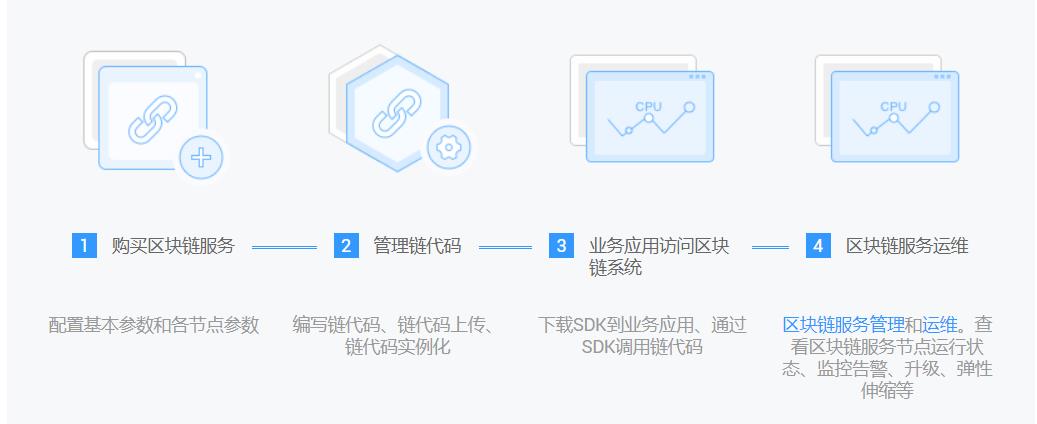 CPU
CPU
1 购买区块链服务
2 管理链代码
3 业务应用访问区块
链系统
4 区块链服务运维
配置基本参数和各节点参数
编写链代码、链代码上传、
链代码实例化
下载SDK到业务应用、通过
SDK调用链代码
区块链服务管理和运维。查
看区块链服务节点运行状
态、监控告警、升级、弹性
伸缩等